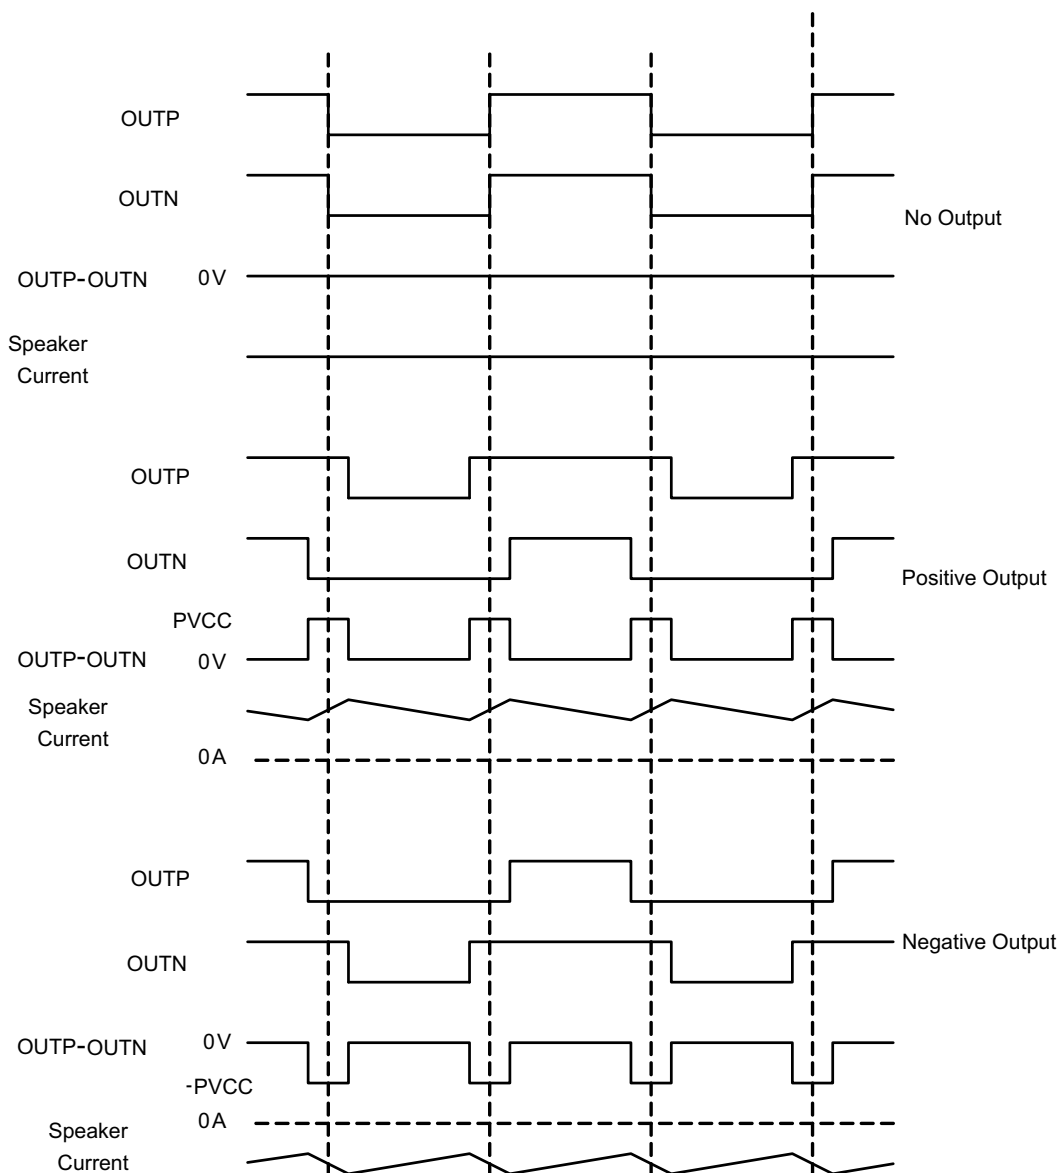 OUTP
OUTN
No Output
OUTP-OUTN 0V
Speaker
Current
OUTP
OUTN
Positive Output
PVCC
OUTP-OUTN 0V
Speaker
Current
0A
OUTP
OUTN
Negative Output
OUTP-OUTN 0V
-PVCC
0A
Speaker
Current